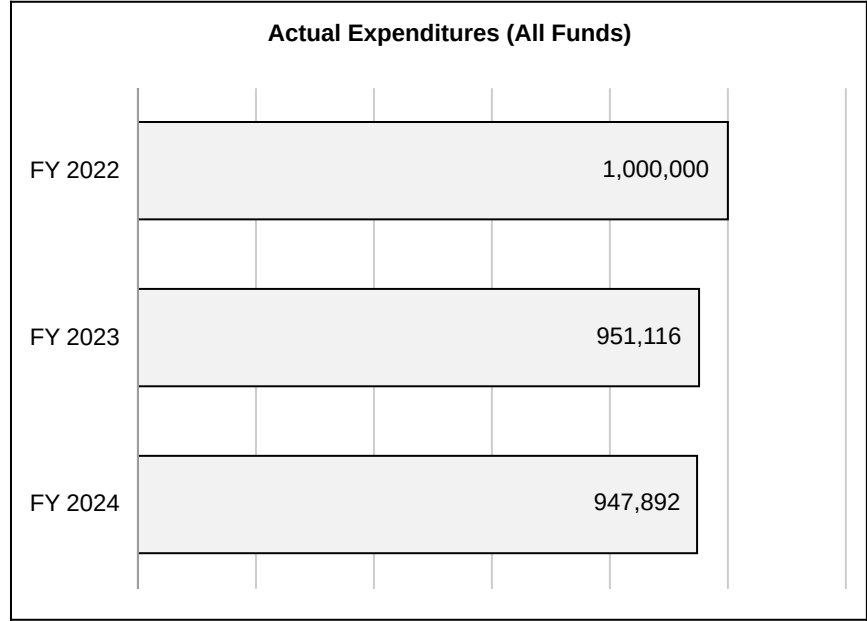 Actual Expenditures (All Funds)
FY 2022
1,000,000
FY 2023
951,116
FY 2024
947,892